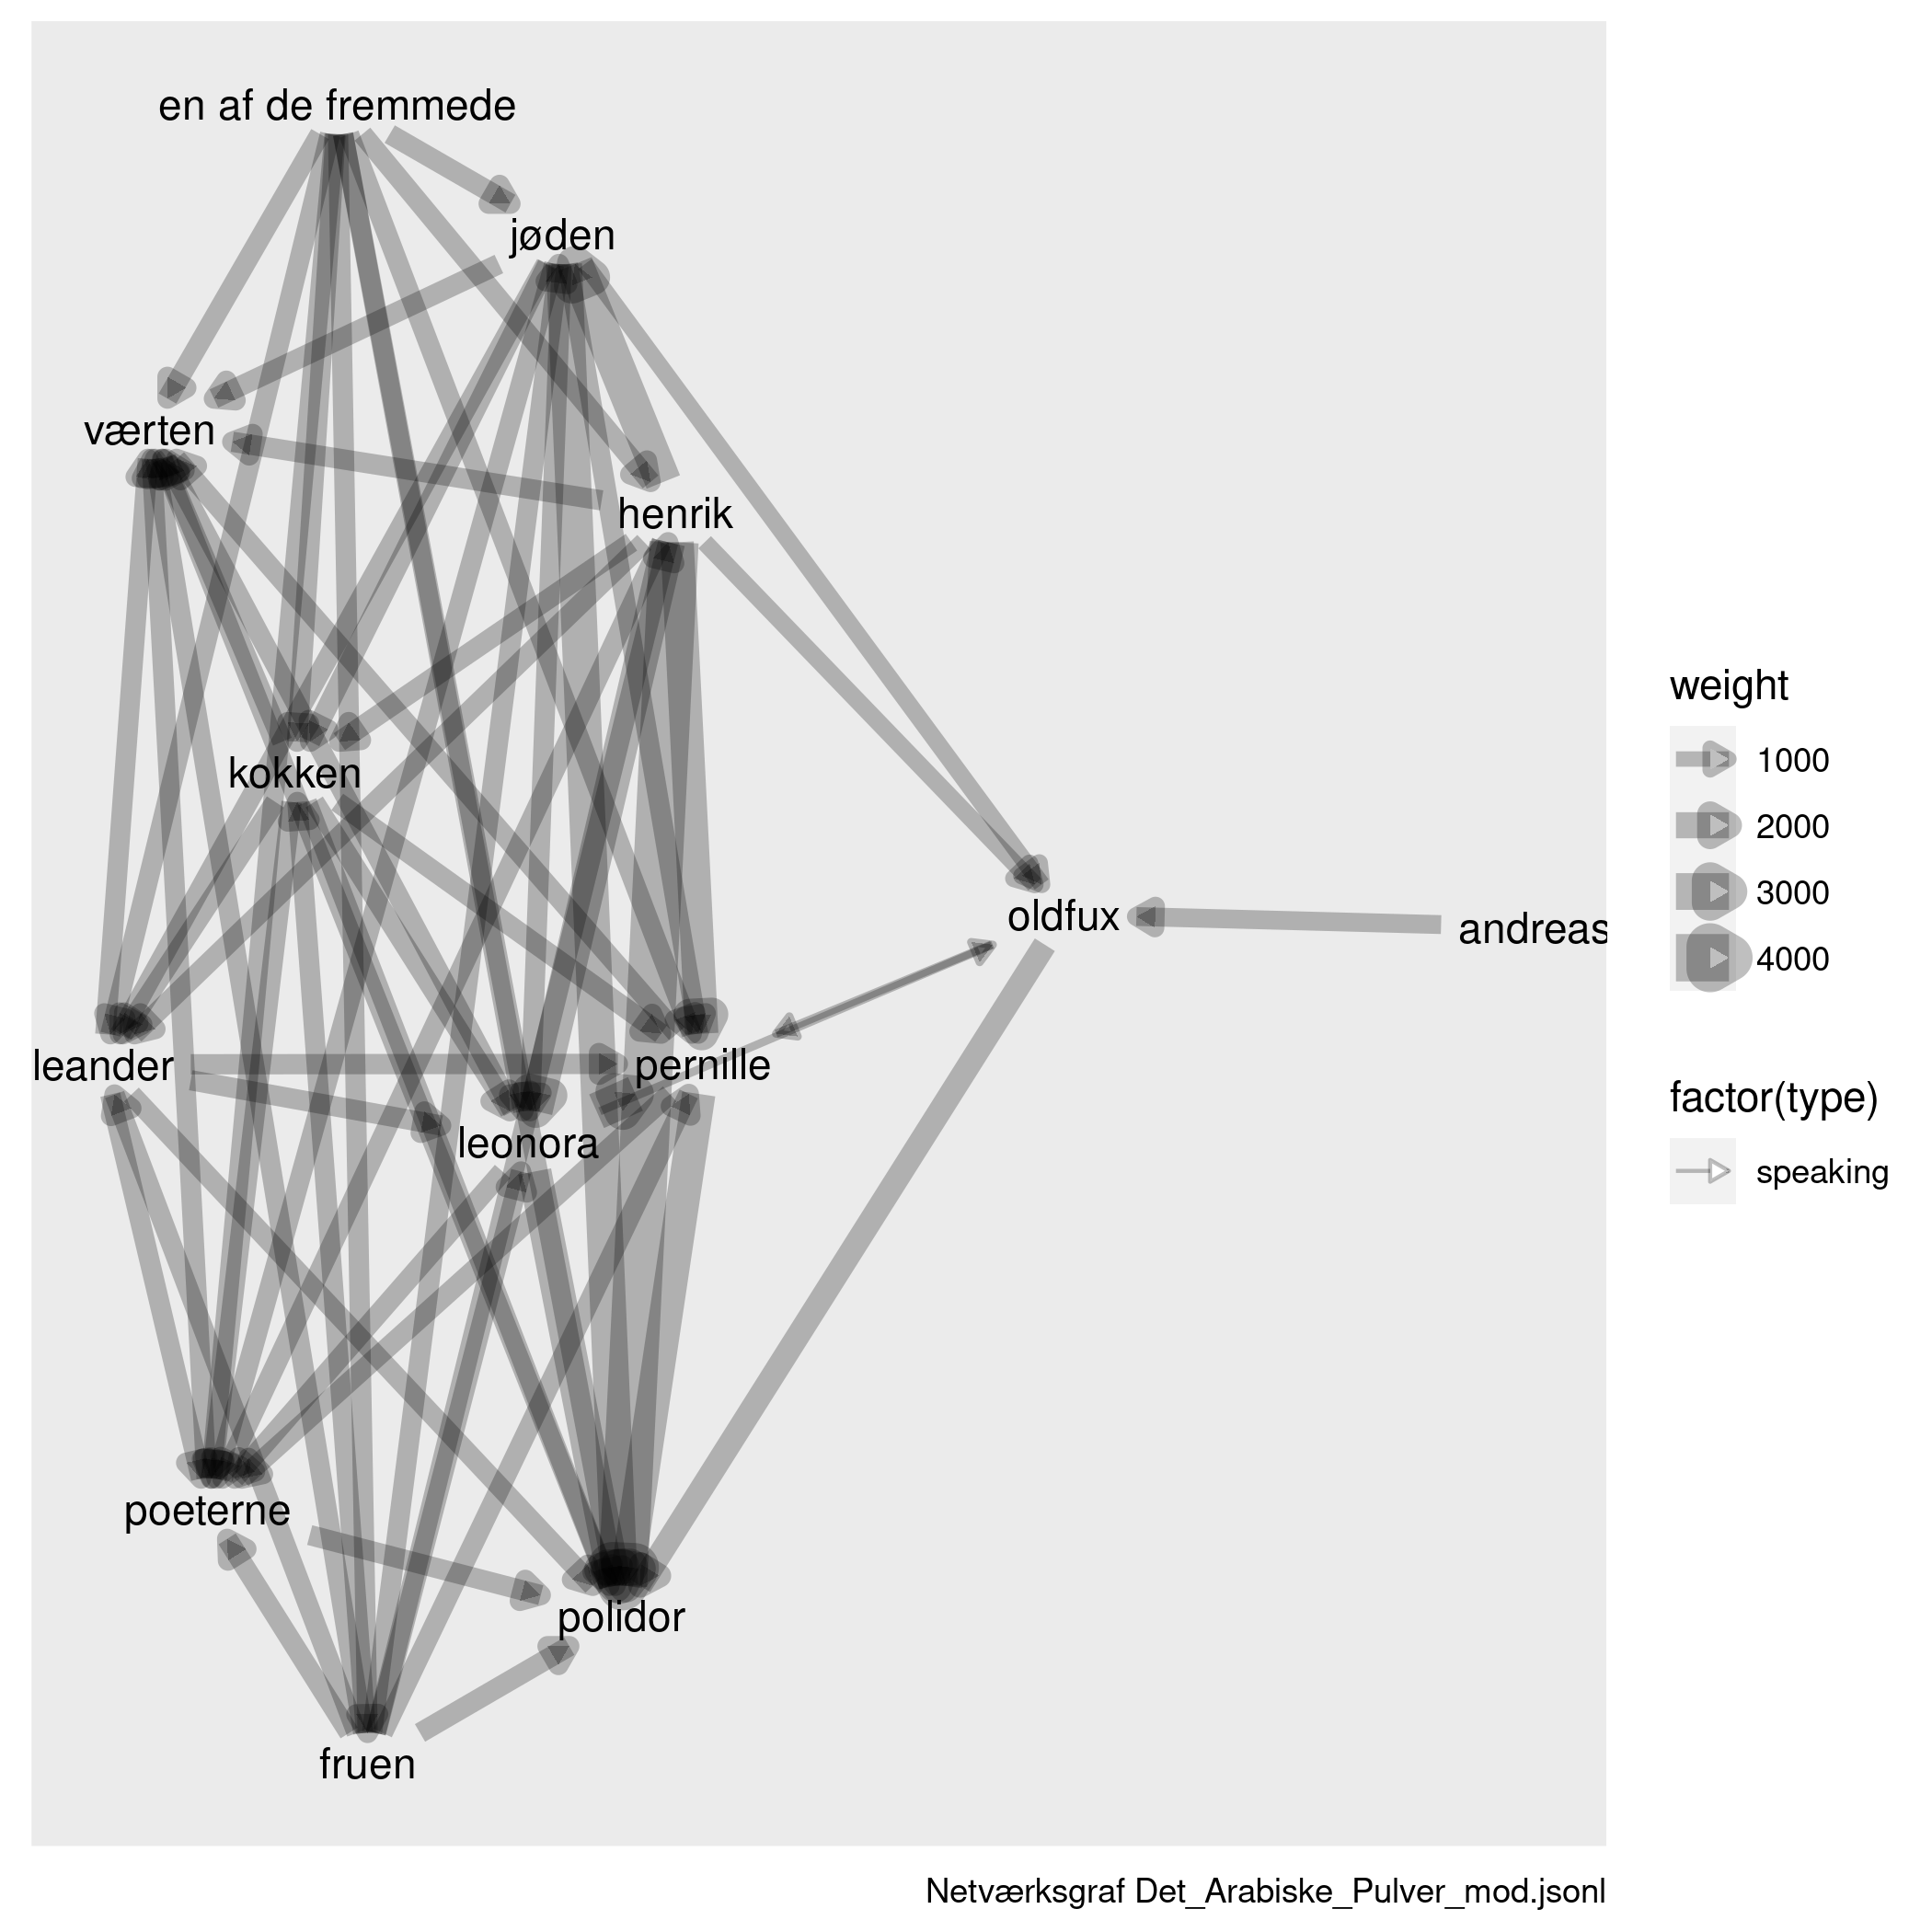 en af de fremmede
jøden
værten
henrik
kokken
oldfux
andreas
leander
pernille
leonora
poeterne
polidor
fruen
weight
1000
2000
3000
4000
factor(type)
speaking
Netværksgraf Det_Arabiske_Pulver_mod.jsonl